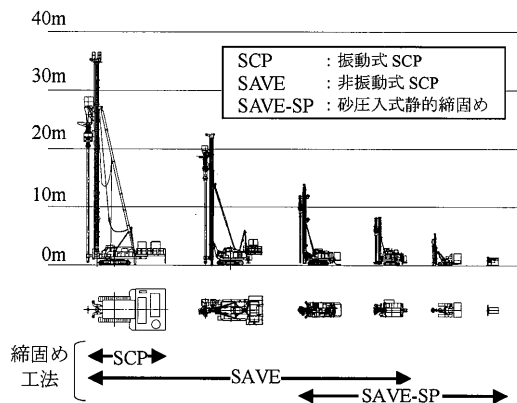 40m
30m
20m
10m
0m
SCP : 振動式 SCP
SAVE : 非振動式 SCP
SAVE-SP : 砂圧入式静的締固め
締固め
工法
SCP
SAVE
SAVE-SP